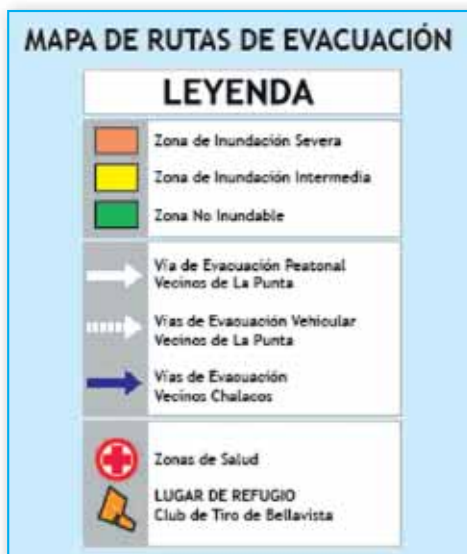 MAPA DE RUTAS DE EVACUACIÓN
LEYENDA
Zona de Inundación Severa
Zona de Inundación Intermedia
Zona No Inundable
Vía de Evacuación Peatonal
Vecinos de La Punta
Vías de Evacuación Vehicular
Vecinos de La Punta
Vías de Evacuación
Vecinos Chalacos
Zonas de Salud
LUGAR DE REFUGIO
Club de Tiro de Bellavista